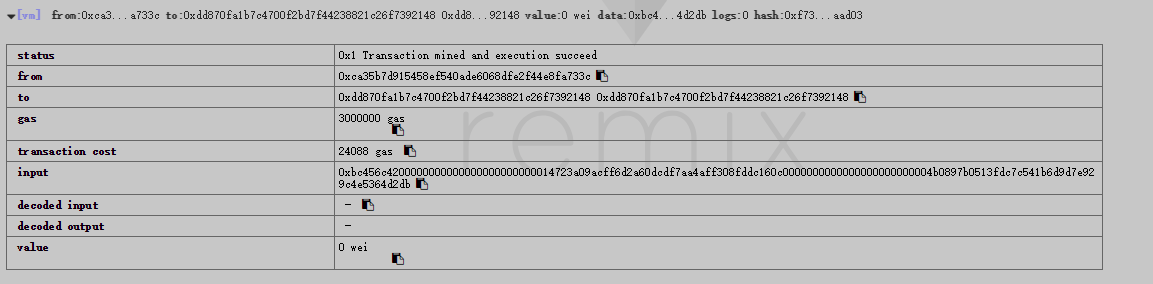 [vm] from:0xca3...a733c to:0xdd870fa1b7c4700f2bd7f44238821c26f7392148 0xdd8...92148 value:0 wei data:0xbc4...4d2db logs:0 hash:0xf73...aad03
status 0x1 Transaction mined and execution succeed
from 0xca35b7d915458ef540ade6068dfe2f44e8fa733c
to 0xdd870fa1b7c4700f2bd7f44238821c26f7392148 0xdd870fa1b7c4700f2bd7f44238821c26f7392148
gas 3000000 gas
transaction cost 24088 gas
input 0xbc456c4200000000000000000000000014723a09acff6d2a60dcdf7aa4aff308fddc160c0000000000000000000000004b0897b0513fdc7c541b6d9d7e92
9c4e5364d2db
decoded input -
decoded output -
value 0 wei
remix